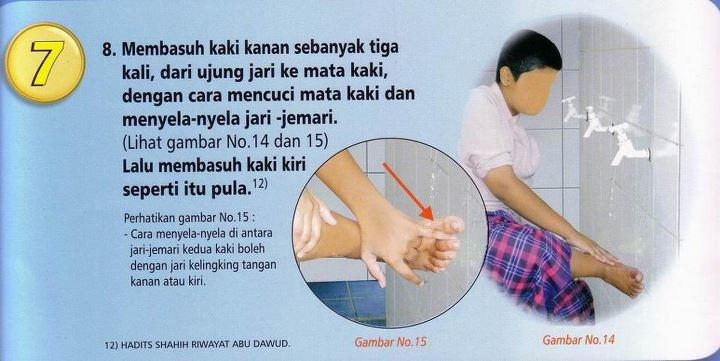 7
8. Membasuh kaki kanan sebanyak tiga
kali, dari ujung jari ke mata kaki,
dengan cara mencuci mata kaki dan
menyela-nyela jari -jemari.
(Lihat gambar No.14 dan 15)
Lalu membasuh kaki kiri
seperti itu pula.12)
Perhatikan gambar No.15 :
- Cara menyela-nyela di antara
jari-jemari kedua kaki boleh
dengan jari kelingking tangan
kanan atau kiri.
12) HADITS SHAHIH RIWAYAT ABU DAWUD.
Gambar No.15
Gambar No.14